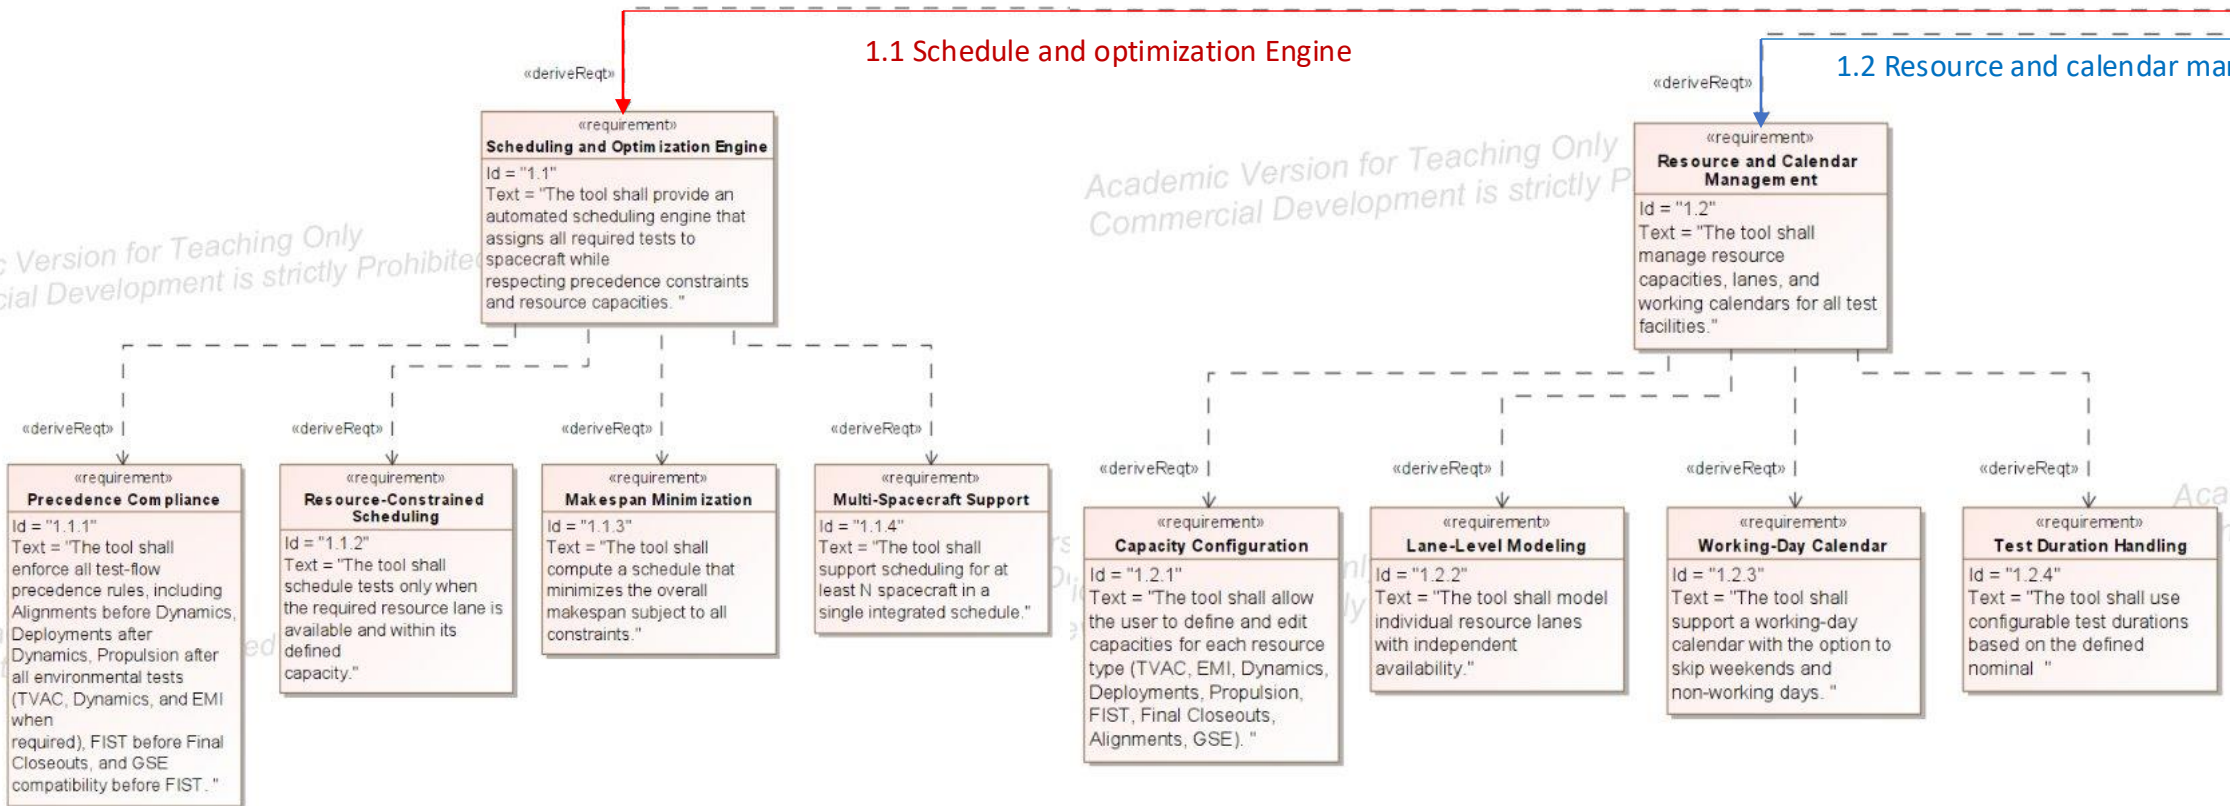 1.1 Schedule and optimization Engine
«deriveReqt»
«requirement»
Scheduling and Optimization Engine
Id = "1.1"
Text = "The tool shall provide an
automated scheduling engine that
assigns all required tests to
spacecraft while
respecting precedence constraints
and resource capacities. "
«deriveReqt»
«requirement»
Precedence Compliance
Id = "1.1.1"
Text = "The tool shall
enforce all test-flow
precedence rules, including
Alignments before Dynamics,
Deployments after
Dynamics, Propulsion after
all environmental tests
(TVAC, Dynamics, and EMI
when
required), FIST before Final
Closeouts, and GSE
compatibility before FIST. "
«deriveReqt»
«requirement»
Resource-Constrained
Scheduling
Id = "1.1.2"
Text = "The tool shall
schedule tests only when
the required resource lane is
available and within its
defined
capacity."
«deriveReqt»
«requirement»
Makespan Minimization
Id = "1.1.3"
Text = "The tool shall
compute a schedule that
minimizes the overall
makespan subject to all
constraints."
«deriveReqt»
«requirement»
Multi-Spacecraft Support
Id = "1.1.4"
Text = "The tool shall
support scheduling for at
least N spacecraft in a
single integrated schedule."
1.2 Resource and calendar mar
«deriveReqt»
«requirement»
Resource and Calendar
Management
Id = "1.2"
Text = "The tool shall
manage resource
capacities, lanes, and
working calendars for all test
facilities."
«deriveReqt»
«requirement»
Capacity Configuration
Id = "1.2.1"
Text = "The tool shall allow
the user to define and edit
capacities for each resource
type (TVAC, EMI, Dynamics,
Deployments, Propulsion,
FIST, Final Closeouts,
Alignments, GSE). "
«deriveReqt»
«requirement»
Lane-Level Modeling
Id = "1.2.2"
Text = "The tool shall model
individual resource lanes
with independent
availability."
«deriveReqt»
«requirement»
Working-Day Calendar
Id = "1.2.3"
Text = "The tool shall
support a working-day
calendar with the option to
skip weekends and
non-working days. "
«deriveReqt»
«requirement»
Test Duration Handling
Id = "1.2.4"
Text = "The tool shall use
configurable test durations
based on the defined
nominal "
Version for Teaching Only
cial Development is strictly Prohibited
Academic Version for Teaching Only
Commercial Development is strictly P
Aca